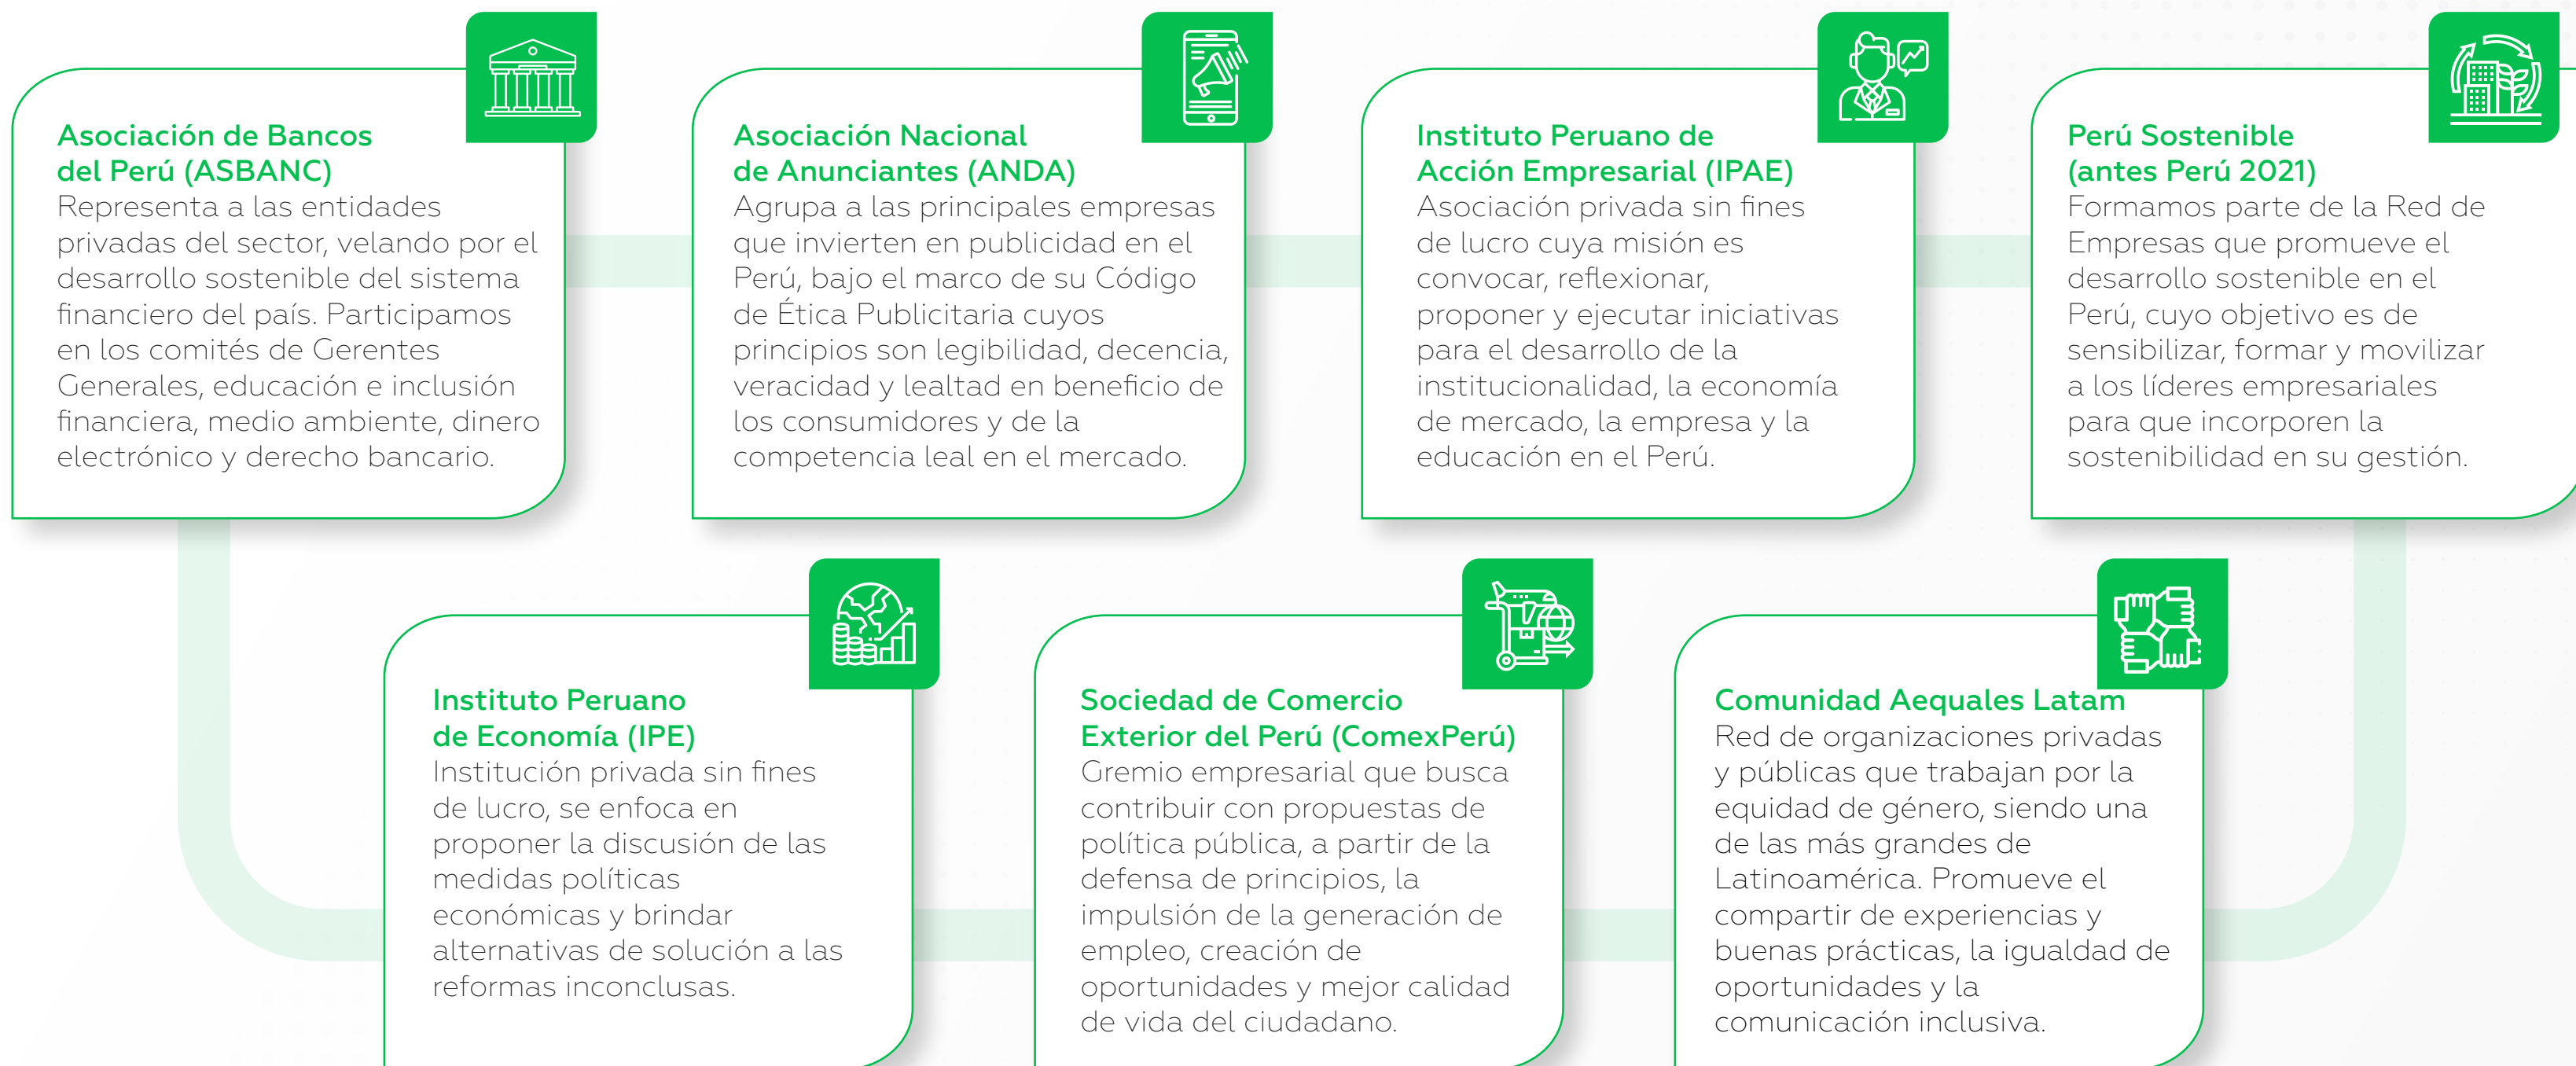 Asociación de Bancos
del Perú (ASBANC)
Representa a las entidades
privadas del sector, velando por el
desarrollo sostenible del sistema
financiero del país. Participamos
en los comités de Gerentes
Generales, educación e inclusión
financiera, medio ambiente, dinero
electrónico y derecho bancario.
Asociación Nacional
de Anunciantes (ANDA)
Agrupa a las principales empresas
que invierten en publicidad en el
Perú, bajo el marco de su Código
de Ética Publicitaria cuyos
principios son legibilidad, decencia,
veracidad y lealtad en beneficio de
los consumidores y de la
competencia leal en el mercado.
Instituto Peruano de
Acción Empresarial (IPAE)
Asociación privada sin fines
de lucro cuya misión es
convocar, reflexionar,
proponer y ejecutar iniciativas
para el desarrollo de la
institucionalidad, la economía
de mercado, la empresa y la
educación en el Perú.
Perú Sostenible
(antes Perú 2021)
Formamos parte de la Red de
Empresas que promueve el
desarrollo sostenible en el
Perú, cuyo objetivo es de
sensibilizar, formar y movilizar
a los líderes empresariales
para que incorporen la
sostenibilidad en su gestión.
Instituto Peruano
de Economía (IPE)
Institución privada sin fines
de lucro, se enfoca en
proponer la discusión de las
medidas políticas
económicas y brindar
alternativas de solución a las
reformas inconclusas.
Sociedad de Comercio
Exterior del Perú (ComexPerú)
Gremio empresarial que busca
contribuir con propuestas de
política pública, a partir de la
defensa de principios, la
impulsión de la generación de
empleo, creación de
oportunidades y mejor calidad
de vida del ciudadano.
Comunidad Aequales Latam
Red de organizaciones privadas
y públicas que trabajan por la
equidad de género, siendo una
de las más grandes de
Latinoamérica. Promueve el
compartir de experiencias y
buenas prácticas, la igualdad de
oportunidades y la
comunicación inclusiva.